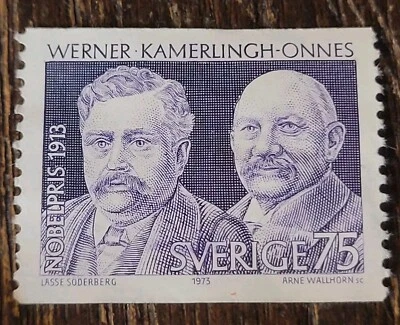 WERNER · KAMERLINGH-ONNES
NOBELPRIS 1913
SVERIGE 75
LASSE SÖDERBERG 1973 ARNE WALLHORN SC